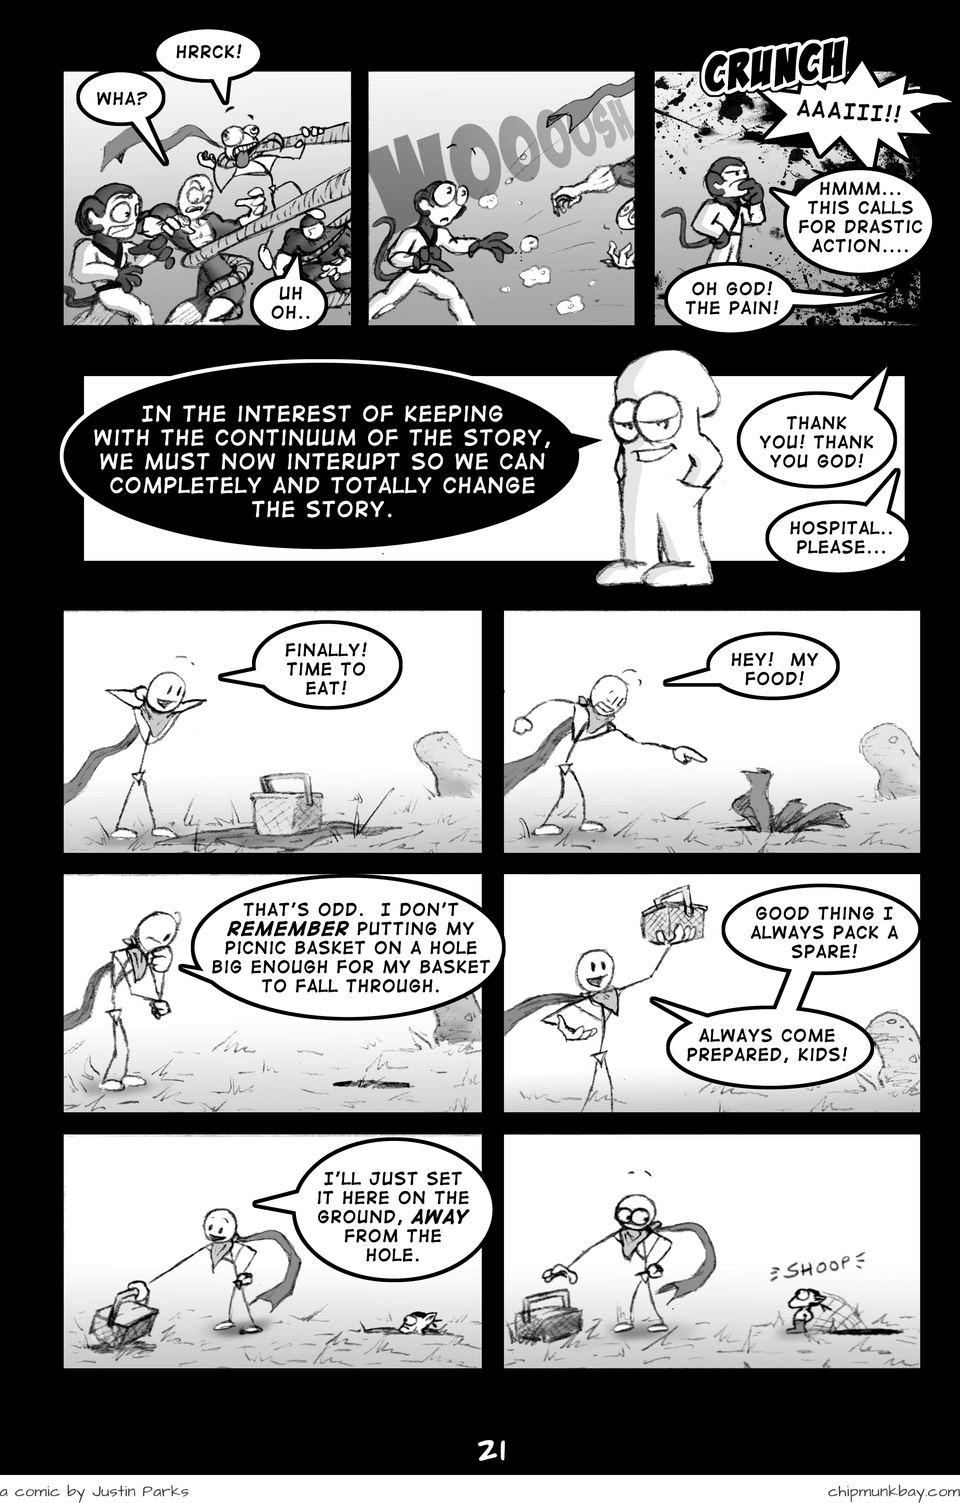 HRRCK!
WHA?
UH
OH..
WOOOOSH
CRUNCH
AAAIII!!
HMMM...
THIS CALLS
FOR DRASTIC
ACTION....
OH GOD!
THE PAIN!
IN THE INTEREST OF KEEPING
WITH THE CONTINUUM OF THE STORY,
WE MUST NOW INTERUPT SO WE CAN
COMPLETELY AND TOTALLY CHANGE
THE STORY.
THANK
YOU! THANK
YOU GOD!
HOSPITAL..
PLEASE...
FINALLY!
TIME TO
EAT!
HEY! MY
FOOD!
THAT'S ODD. I DON'T
REMEMBER PUTTING MY
PICNIC BASKET ON A HOLE
BIG ENOUGH FOR MY BASKET
TO FALL THROUGH.
GOOD THING I
ALWAYS PACK A
SPARE!
ALWAYS COME
PREPARED, KIDS!
I'LL JUST SET
IT HERE ON THE
GROUND, AWAY
FROM THE
HOLE.
SHOOP
21
a comic by Justin Parks
chipmunkbay.com